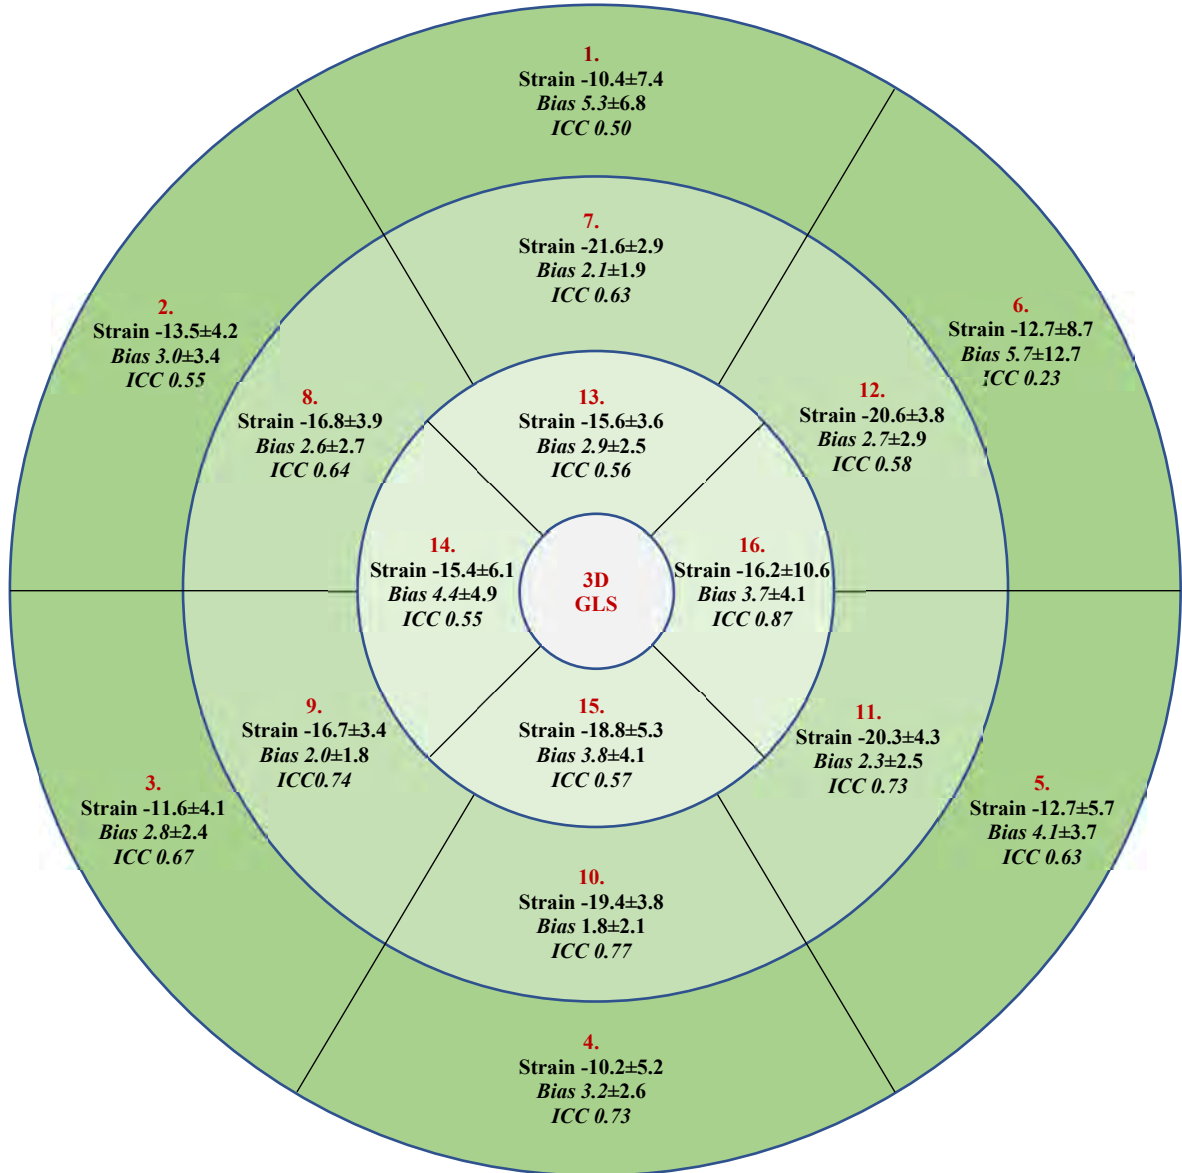 1.
Strain -10.4±7.4
Bias 5.3±6.8
ICC 0.50
7.
Strain -21.6±2.9
Bias 2.1±1.9
ICC 0.63
2.
Strain -13.5±4.2
Bias 3.0±3.4
ICC 0.55
6.
Strain -12.7±8.7
Bias 5.7±12.7
ICC 0.23
8.
Strain -16.8±3.9
Bias 2.6±2.7
ICC 0.64
13.
Strain -15.6±3.6
Bias 2.9±2.5
ICC 0.56
12.
Strain -20.6±3.8
Bias 2.7±2.9
ICC 0.58
14.
Strain -15.4±6.1
Bias 4.4±4.9
ICC 0.55
3D
GLS
16.
Strain -16.2±10.6
Bias 3.7±4.1
ICC 0.87
9.
Strain -16.7±3.4
Bias 2.0±1.8
ICC0.74
15.
Strain -18.8±5.3
Bias 3.8±4.1
ICC 0.57
11.
Strain -20.3±4.3
Bias 2.3±2.5
ICC 0.73
3.
Strain -11.6±4.1
Bias 2.8±2.4
ICC 0.67
5.
Strain -12.7±5.7
Bias 4.1±3.7
ICC 0.63
10.
Strain -19.4±3.8
Bias 1.8±2.1
ICC 0.77
4.
Strain -10.2±5.2
Bias 3.2±2.6
ICC 0.73